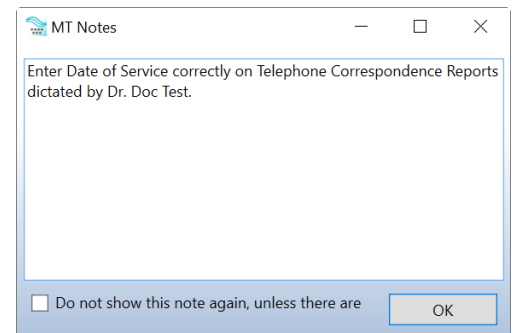 MT Notes
Enter Date of Service correctly on Telephone Correspondence Reports
dictated by Dr. Doc Test.
Do not show this note again, unless there are
OK